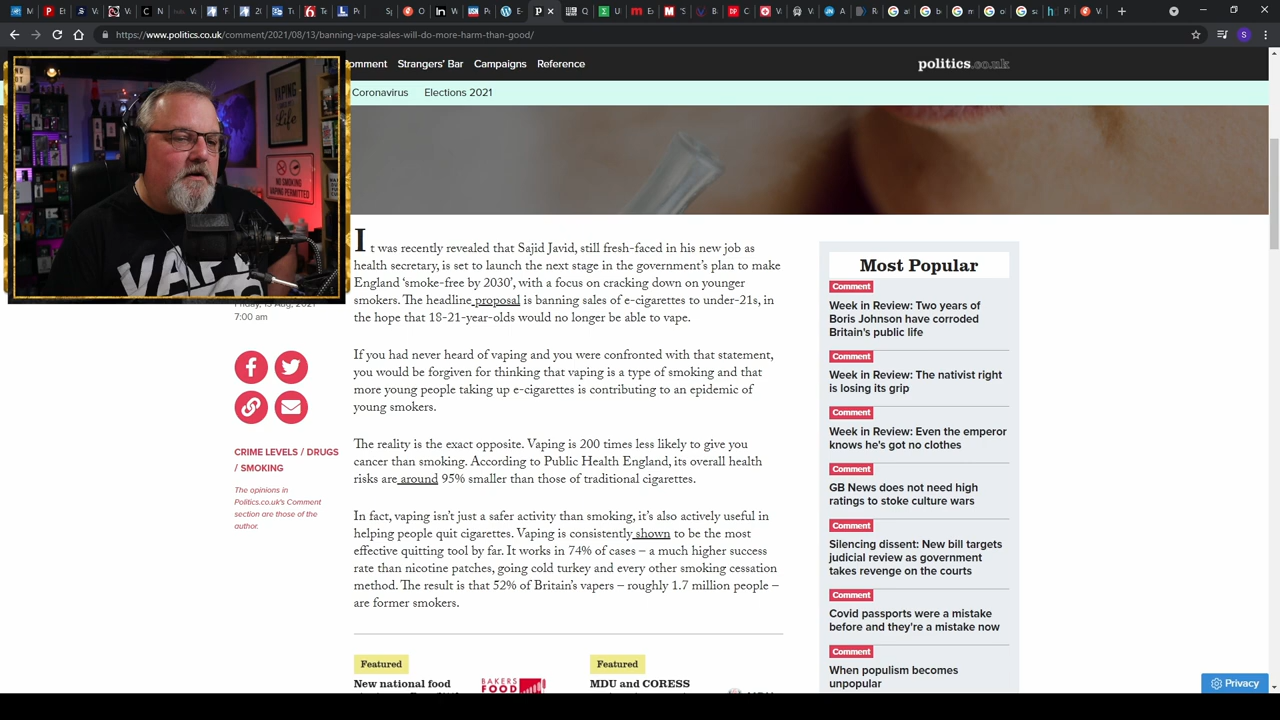 https://www.politics.co.uk/comment/2021/08/13/banning-vape-sales-will-do-more-harm-than-good/
omment Strangers' Bar Campaigns Reference
politics.co.uk
Coronavirus Elections 2021
VAPING
Life
NO SMOKING
VAPING PERMITTED
It was recently revealed that Sajid Javid, still fresh-faced in his new job as
health secretary, is set to launch the next stage in the government's plan to make
England 'smoke-free by 2030', with a focus on cracking down on younger
smokers. The headline proposal is banning sales of e-cigarettes to under-21s, in
the hope that 18-21-year-olds would no longer be able to vape.
Friday, 13 Aug, 2021
7:00 am
If you had never heard of vaping and you were confronted with that statement,
you would be forgiven for thinking that vaping is a type of smoking and that
more young people taking up e-cigarettes is contributing to an epidemic of
young smokers.
The reality is the exact opposite. Vaping is 200 times less likely to give you
cancer than smoking. According to Public Health England, its overall health
risks are around 95% smaller than those of traditional cigarettes.
In fact, vaping isn't just a safer activity than smoking, it's also actively useful in
helping people quit cigarettes. Vaping is consistently shown to be the most
effective quitting tool by far. It works in 74% of cases – a much higher success
rate than nicotine patches, going cold turkey and every other smoking cessation
method. The result is that 52% of Britain's vapers – roughly 1.7 million people –
are former smokers.
CRIME LEVELS / DRUGS
/ SMOKING
The opinions in
Politics.co.uk's Comment
section are those of the
author.
Featured
New national food
BAKERS
FOOD
Featured
MDU and CORESS
Most Popular
Comment
Week in Review: Two years of
Boris Johnson have corroded
Britain's public life
Comment
Week in Review: The nativist right
is losing its grip
Comment
Week in Review: Even the emperor
knows he's got no clothes
Comment
GB News does not need high
ratings to stoke culture wars
Comment
Silencing dissent: New bill targets
judicial review as government
takes revenge on the courts
Comment
Covid passports were a mistake
before and they're a mistake now
Comment
When populism becomes
unpopular
Privacy